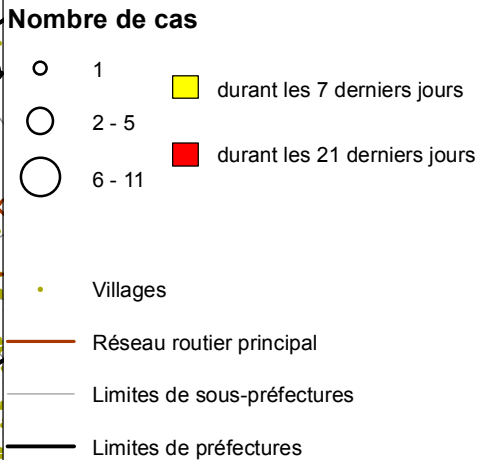 Nombre de cas
1
durant les 7 derniers jours
2 - 5
durant les 21 derniers jours
6 - 11
Villages
Réseau routier principal
Limites de sous-préfectures
Limites de préfectures